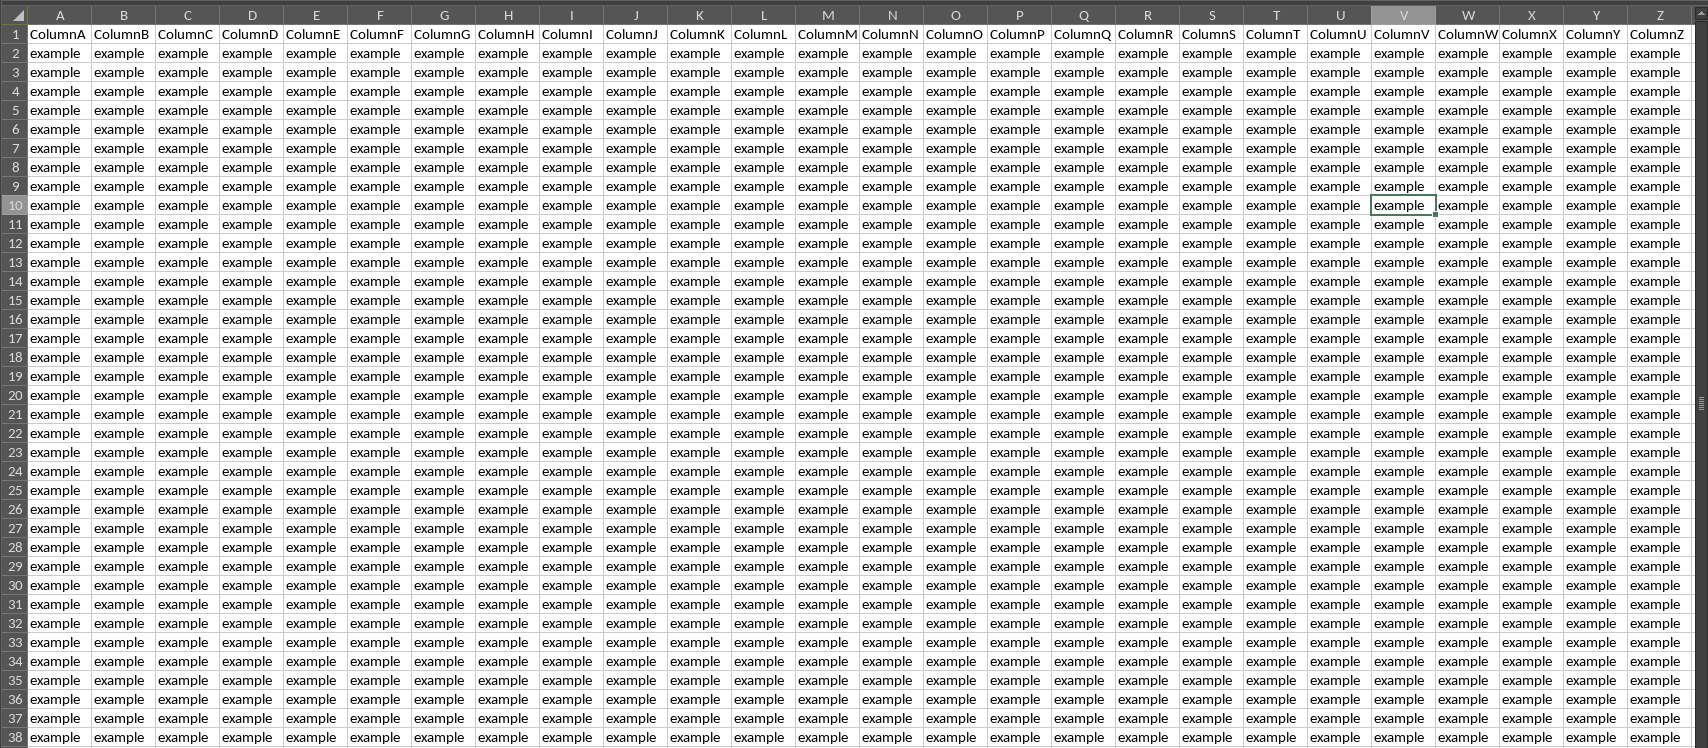 A B C D E F G H I J K L M N O P Q R S T U V W X Y Z
1 ColumnA ColumnB ColumnC ColumnD ColumnE ColumnF ColumnG ColumnH ColumnI ColumnJ ColumnK ColumnL ColumnM ColumnN ColumnO ColumnP ColumnQ ColumnR ColumnS ColumnT ColumnU ColumnV ColumnW ColumnX ColumnY ColumnZ
2 example example example example example example example example example example example example example example example example example example example example example example example example example example
3 example example example example example example example example example example example example example example example example example example example example example example example example example example
4 example example example example example example example example example example example example example example example example example example example example example example example example example example
5 example example example example example example example example example example example example example example example example example example example example example example example example example example
6 example example example example example example example example example example example example example example example example example example example example example example example example example example
7 example example example example example example example example example example example example example example example example example example example example example example example example example example
8 example example example example example example example example example example example example example example example example example example example example example example example example example example
9 example example example example example example example example example example example example example example example example example example example example example example example example example example
10 example example example example example example example example example example example example example example example example example example example example example example example example example example
11 example example example example example example example example example example example example example example example example example example example example example example example example example example
12 example example example example example example example example example example example example example example example example example example example example example example example example example example
13 example example example example example example example example example example example example example example example example example example example example example example example example example example
14 example example example example example example example example example example example example example example example example example example example example example example example example example example
15 example example example example example example example example example example example example example example example example example example example example example example example example example example
16 example example example example example example example example example example example example example example example example example example example example example example example example example example
17 example example example example example example example example example example example example example example example example example example example example example example example example example example
18 example example example example example example example example example example example example example example example example example example example example example example example example example example
19 example example example example example example example example example example example example example example example example example example example example example example example example example example
20 example example example example example example example example example example example example example example example example example example example example example example example example example example
21 example example example example example example example example example example example example example example example example example example example example example example example example example example
22 example example example example example example example example example example example example example example example example example example example example example example example example example example
23 example example example example example example example example example example example example example example example example example example example example example example example example example example
24 example example example example example example example example example example example example example example example example example example example example example example example example example example
25 example example example example example example example example example example example example example example example example example example example example example example example example example example
26 example example example example example example example example example example example example example example example example example example example example example example example example example example
27 example example example example example example example example example example example example example example example example example example example example example example example example example example
28 example example example example example example example example example example example example example example example example example example example example example example example example example example
29 example example example example example example example example example example example example example example example example example example example example example example example example example example
30 example example example example example example example example example example example example example example example example example example example example example example example example example example
31 example example example example example example example example example example example example example example example example example example example example example example example example example example
32 example example example example example example example example example example example example example example example example example example example example example example example example example example
33 example example example example example example example example example example example example example example example example example example example example example example example example example example
34 example example example example example example example example example example example example example example example example example example example example example example example example example example
35 example example example example example example example example example example example example example example example example example example example example example example example example example example
36 example example example example example example example example example example example example example example example example example example example example example example example example example example
37 example example example example example example example example example example example example example example example example example example example example example example example example example example
38 example example example example example example example example example example example example example example example example example example example example example example example example example example